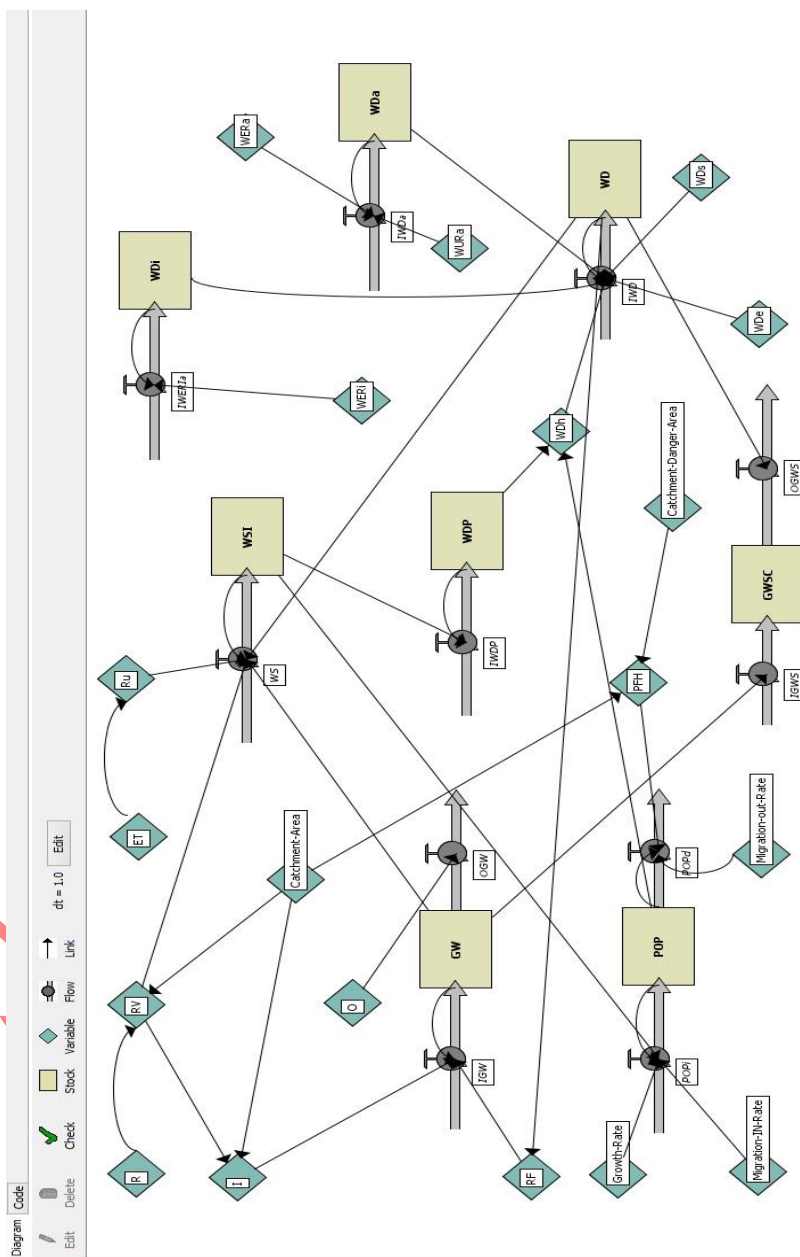 Diagram Code
Edit Delete Check Stock Variable Flow Link dt = 1.0 Edit
R
RV
ET
Ru
I
Catchment-Area
WS
WSI
IWERIa
WDi
WERi
WERa
WDa
IWDa
WURa
O
IGW
GW
OGW
IWDP
WDP
WDh
IWD
WD
WDs
WDe
RF
Growth-Rate
POPi
POP
POPd
PFH
Catchment-Danger-Area
Migration-IN-Rate
Migration-out-Rate
IGWS
GWSC
OGWS